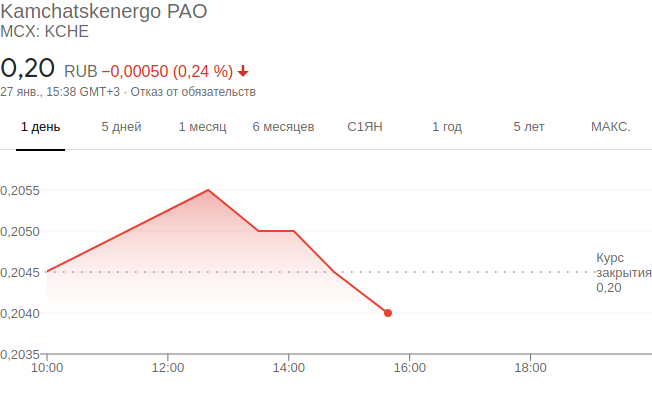 Kamchatskenergo PAO
MCX: KCHE
0,20 RUB −0,00050 (0,24 %)
27 янв., 15:38 GMT+3 · Отказ от обязательств
1 день 5 дней 1 месяц 6 месяцев С1ЯН 1 год 5 лет МАКС.
0,2055
0,2050
0,2045
0,2040
0,2035
Курс
закрытия
0,20
10:00 12:00 14:00 16:00 18:00